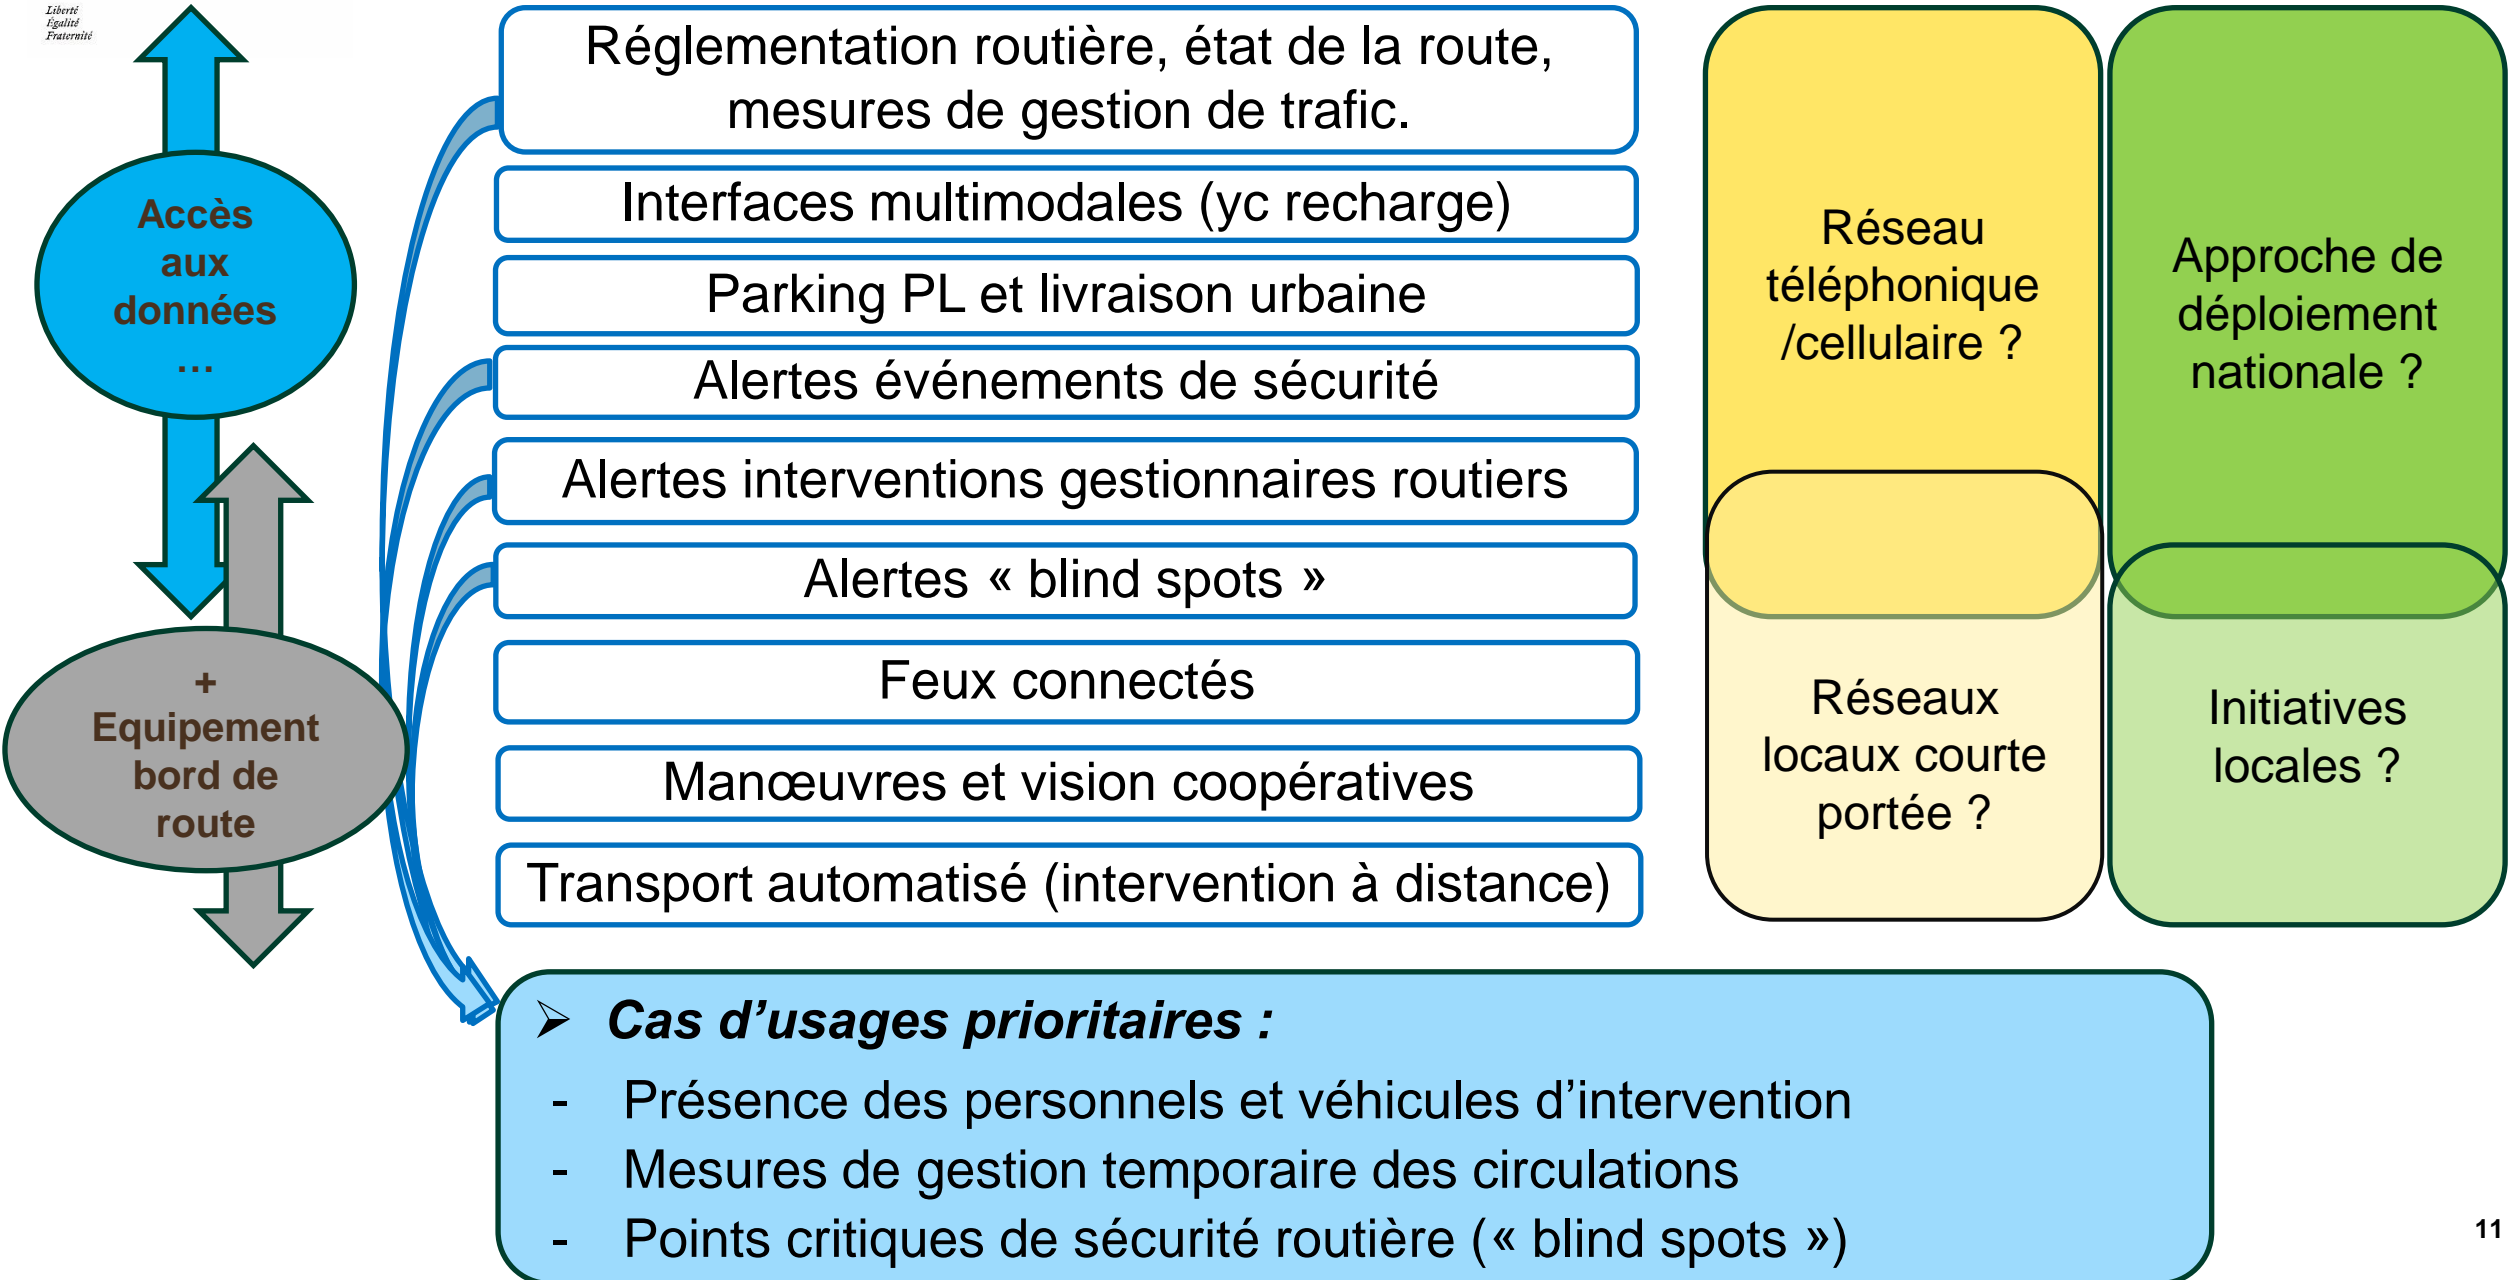 Liberté
Égalité
Fraternité
Accès
aux
données
…
+
Equipement
bord de
route
Réglementation routière, état de la route,
mesures de gestion de trafic.
Interfaces multimodales (yc recharge)
Parking PL et livraison urbaine
Alertes événements de sécurité
Alertes interventions gestionnaires routiers
Alertes « blind spots »
Feux connectés
Manœuvres et vision coopératives
Transport automatisé (intervention à distance)
Réseau
téléphonique
/cellulaire ?
Réseaux
locaux courte
portée ?
Approche de
déploiement
nationale ?
Initiatives
locales ?
➢ Cas d’usages prioritaires :
- Présence des personnels et véhicules d’intervention
- Mesures de gestion temporaire des circulations
- Points critiques de sécurité routière (« blind spots »)
11